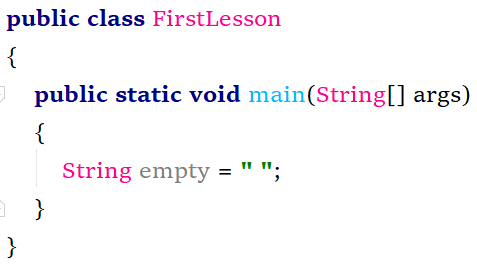 public class FirstLesson
{
public static void main(String[] args)
{
String empty = " ";
}
}